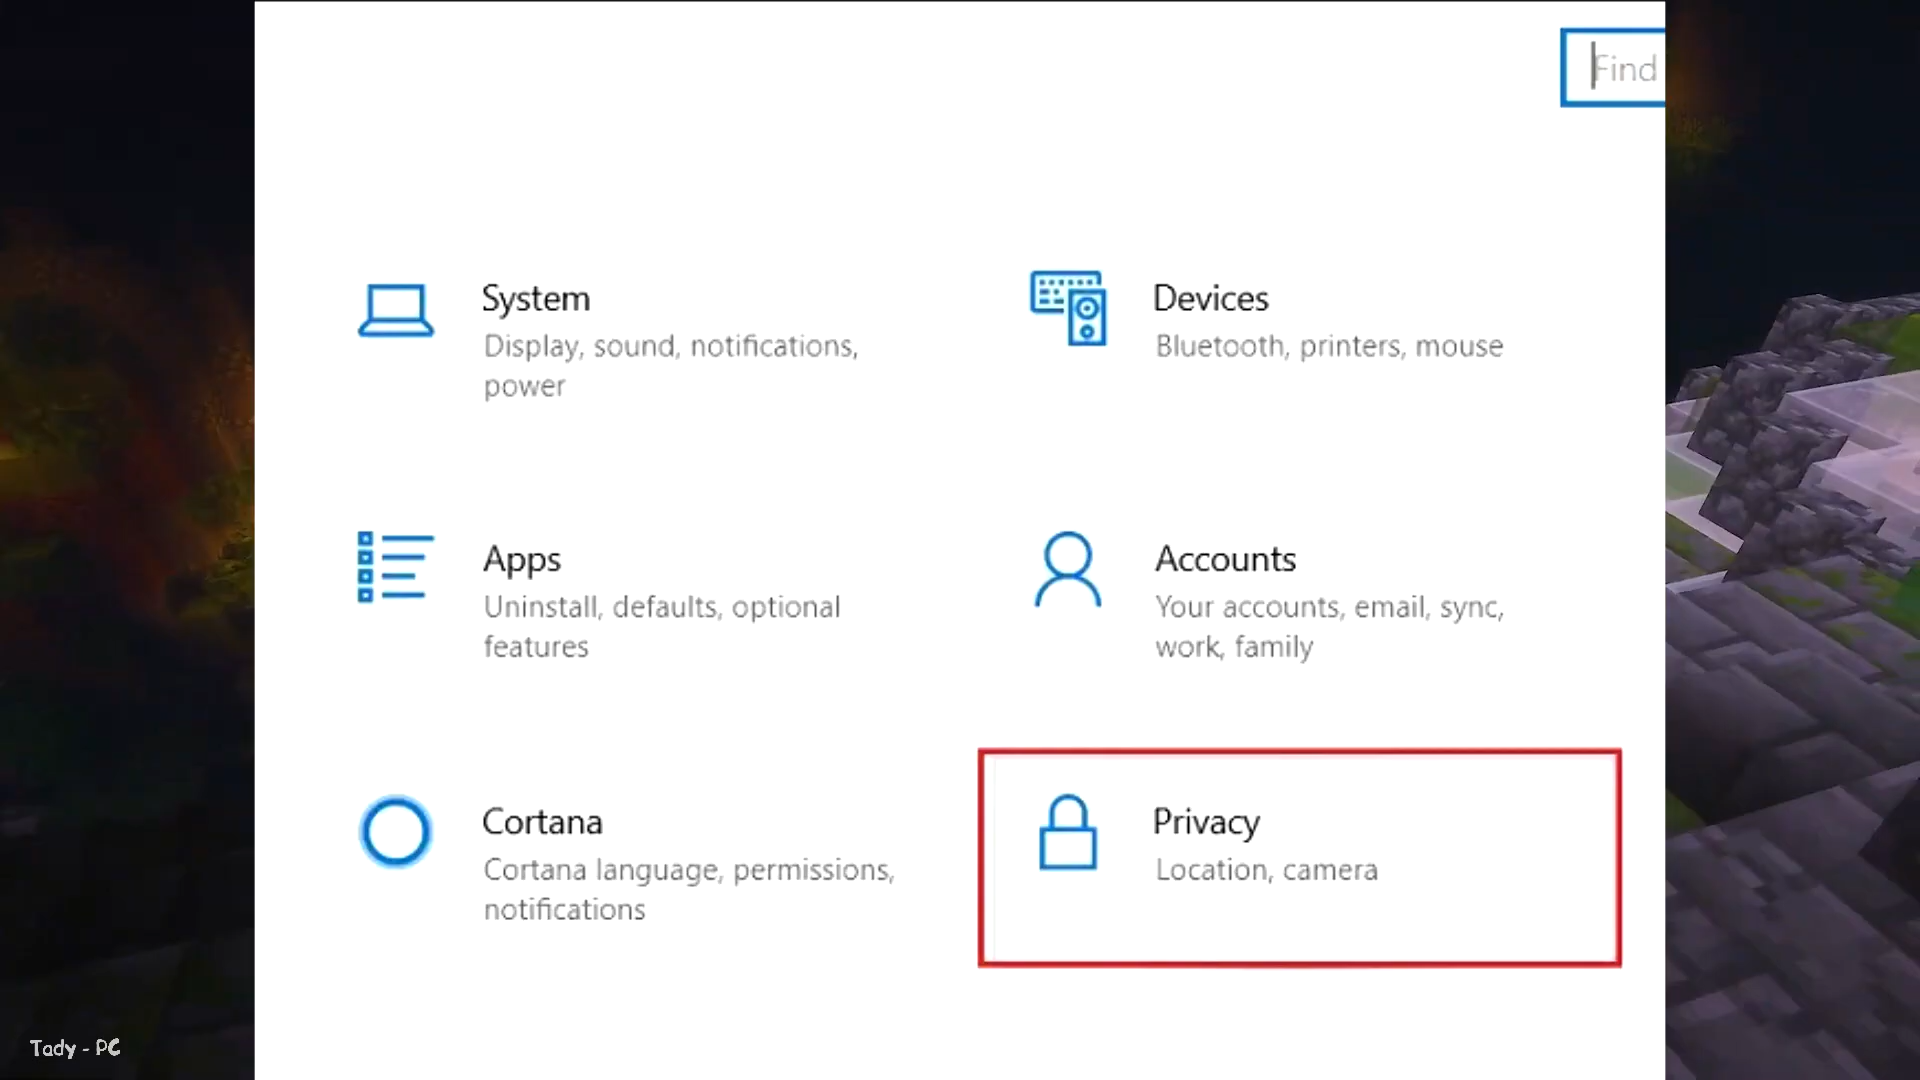 Find
System
Display, sound, notifications,
power
Devices
Bluetooth, printers, mouse
Apps
Uninstall, defaults, optional
features
Accounts
Your accounts, email, sync,
work, family
Cortana
Cortana language, permissions,
notifications
Privacy
Location, camera
Tady - PC